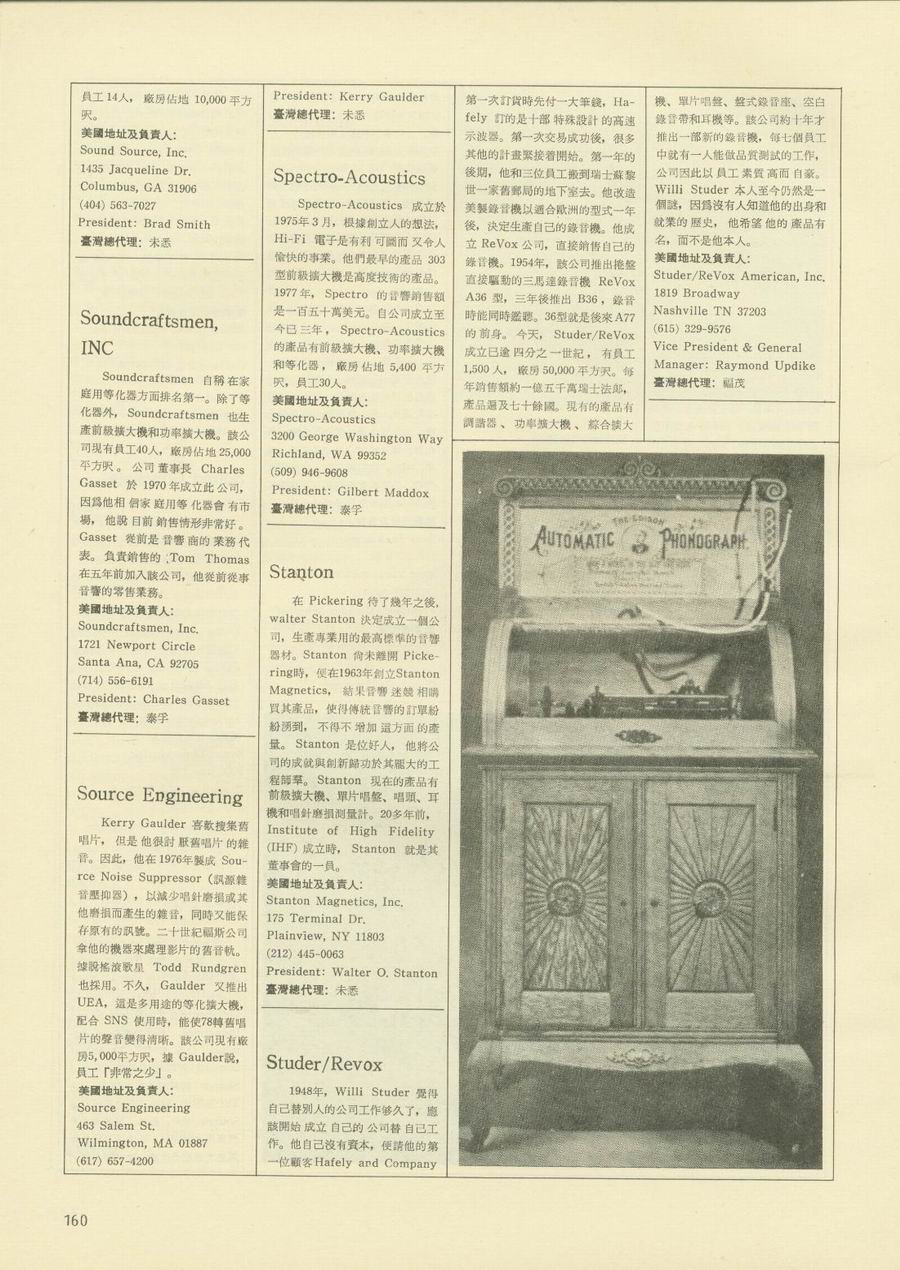 員工14人， 廠房佔地 10,000 平方
呎。
美國地址及負責人：
Sound Source, Inc.
1435 Jacqueline Dr.
Columbus, GA 31906
(404) 563-7027
President: Brad Smith
臺灣總代理：未悉
Soundcraftsmen,
INC
Soundcraftsmen 自稱在家
庭用等化器方面排名第一。除了等
化器外， Soundcraftsmen 也生
產前級擴大機和功率擴大機。該公
司現有員工40人，廠房佔地 25,000
平方呎 。 公司董事長 Charles
Gasset 於 1970 年成立此公司，
因爲他相信家庭用等化器會有市
場， 他說目前銷售情形非常好 。
Gasset 從前是音響商的業務代
表。 負責銷售的 Tom Thomas
在五年前加入該公司，他從前從事
音響的零售業務。
美國地址及負責人：
Soundcraftsmen, Inc.
1721 Newport Circle
Santa Ana, CA 92705
(714) 556-6191
President: Charles Gasset
臺灣總代理：泰孚
Source Engineering
Kerry Gaulder 喜歡搜集舊
唱片， 但是他很討厭舊唱片的雜
音。因此，他在1976年製成 Sou-
rce Noise Suppressor（訊源雜
音壓抑器），以減少唱針磨損或其
他磨損而產生的雜音，同時又能保
存原有的訊號。二十世紀福斯公司
拿他的機器來處理影片的舊音軌。
據說搖滾歌星 Todd Rundgren
也採用。不久， Gaulder 又推出
UEA，這是多用途的等化擴大機，
配合 SNS 使用時，能使78轉舊唱
片的聲音變得清晰。該公司現有廠
房5,000平方呎，據 Gaulder說，
員工『非常之少』。
美國地址及負責人：
Source Engineering
463 Salem St.
Wilmington, MA 01887
(617) 657-4200
President: Kerry Gaulder
臺灣總代理：未悉
Spectro-Acoustics
Spectro-Acoustics 成立於
1975年 3 月，根據創立人的想法，
Hi-Fi 電子是有利可圖而又令人
愉快的事業。他們最早的產品 303
型前級擴大機是高度技術的產品。
1977 年， Spectro 的音響銷售額
是一百五十萬美元。自公司成立至
今已三年， Spectro-Acoustics
的產品有前級擴大機、功率擴大機
和等化器， 廠房佔地 5,400 平方
呎，員工30人。
美國地址及負責人：
Spectro-Acoustics
3200 George Washington Way
Richland, WA 99352
(509) 946-9608
President: Gilbert Maddox
臺灣總代理：泰孚
Stanton
在 Pickering 待了幾年之後，
walter Stanton 決定成立一個公
司，生產專業用的最高標準的音響
器材。Stanton 尙未離開 Picke-
ring時，便在1963年創立Stanton
Magnetics， 結果音響迷競相購
買其產品，使得傳統音響的訂單紛
紛湧到， 不得不增加這方面的產
量。 Stanton 是位好人， 他將公
司的成就與創新歸功於其龐大的工
程師羣。 Stanton 現在的產品有
前級擴大機、單片唱盤、唱頭、耳
機和唱針磨損測量計。20多年前，
Institute of High Fidelity
(IHF) 成立時， Stanton 就是其
董事會的一員。
美國地址及負責人：
Stanton Magnetics, Inc.
175 Terminal Dr.
Plainview, NY 11803
(212) 445-0063
President: Walter O. Stanton
臺灣總代理：未悉
Studer/Revox
1948年，Willi Studer 覺得
自己替別人的公司工作够久了，應
該開始成立自己的公司替自己工
作。他自己沒有資本，便請他的第
一位顧客Hafely and Company
第一次訂貨時先付一大筆錢，Ha-
fely 訂的是十部特殊設計的高速
示波器。第一次交易成功後，很多
其他的計畫緊接着開始。第一年的
後期，他和三位員工搬到瑞士蘇黎
世一家舊郵局的地下室去。他改造
美製錄音機以適合歐洲的型式一年
後，決定生產自己的錄音機。他成
立 ReVox 公司，直接銷售自己的
錄音機。1954年，該公司推出捲盤
直接驅動的三馬達錄音機 ReVox
A36 型，三年後推出 B36，錄音
時能同時鑑聽。36型就是後來A77
的前身。今天， Studer/ReVox
成立已逾四分之一世紀，有員工
1,500 人， 廠房 50,000 平方呎。每
年銷售額約一億五千萬瑞士法郎，
產品遍及七十餘國。現有的產品有
調諧器 、 功率擴大機 、 綜合擴大
機、單片唱盤、盤式錄音座、空白
錄音帶和耳機等。該公司約十年才
推出一部新的錄音機，每七個員工
中就有一人能做品質測試的工作，
公司因此以員工素質高而自豪。
Willi Studer 本人至今仍然是一
個謎，因爲沒有人知道他的出身和
就業的歷史， 他希望他的產品有
名，而不是他本人。
美國地址及負責人：
Studer/ReVox American, Inc.
1819 Broadway
Nashville TN 37203
(615) 329-9576
Vice President & General
Manager: Raymond Updike
臺灣總代理：福茂
THE EDISON
AUTOMATIC PHONOGRAPH.
160